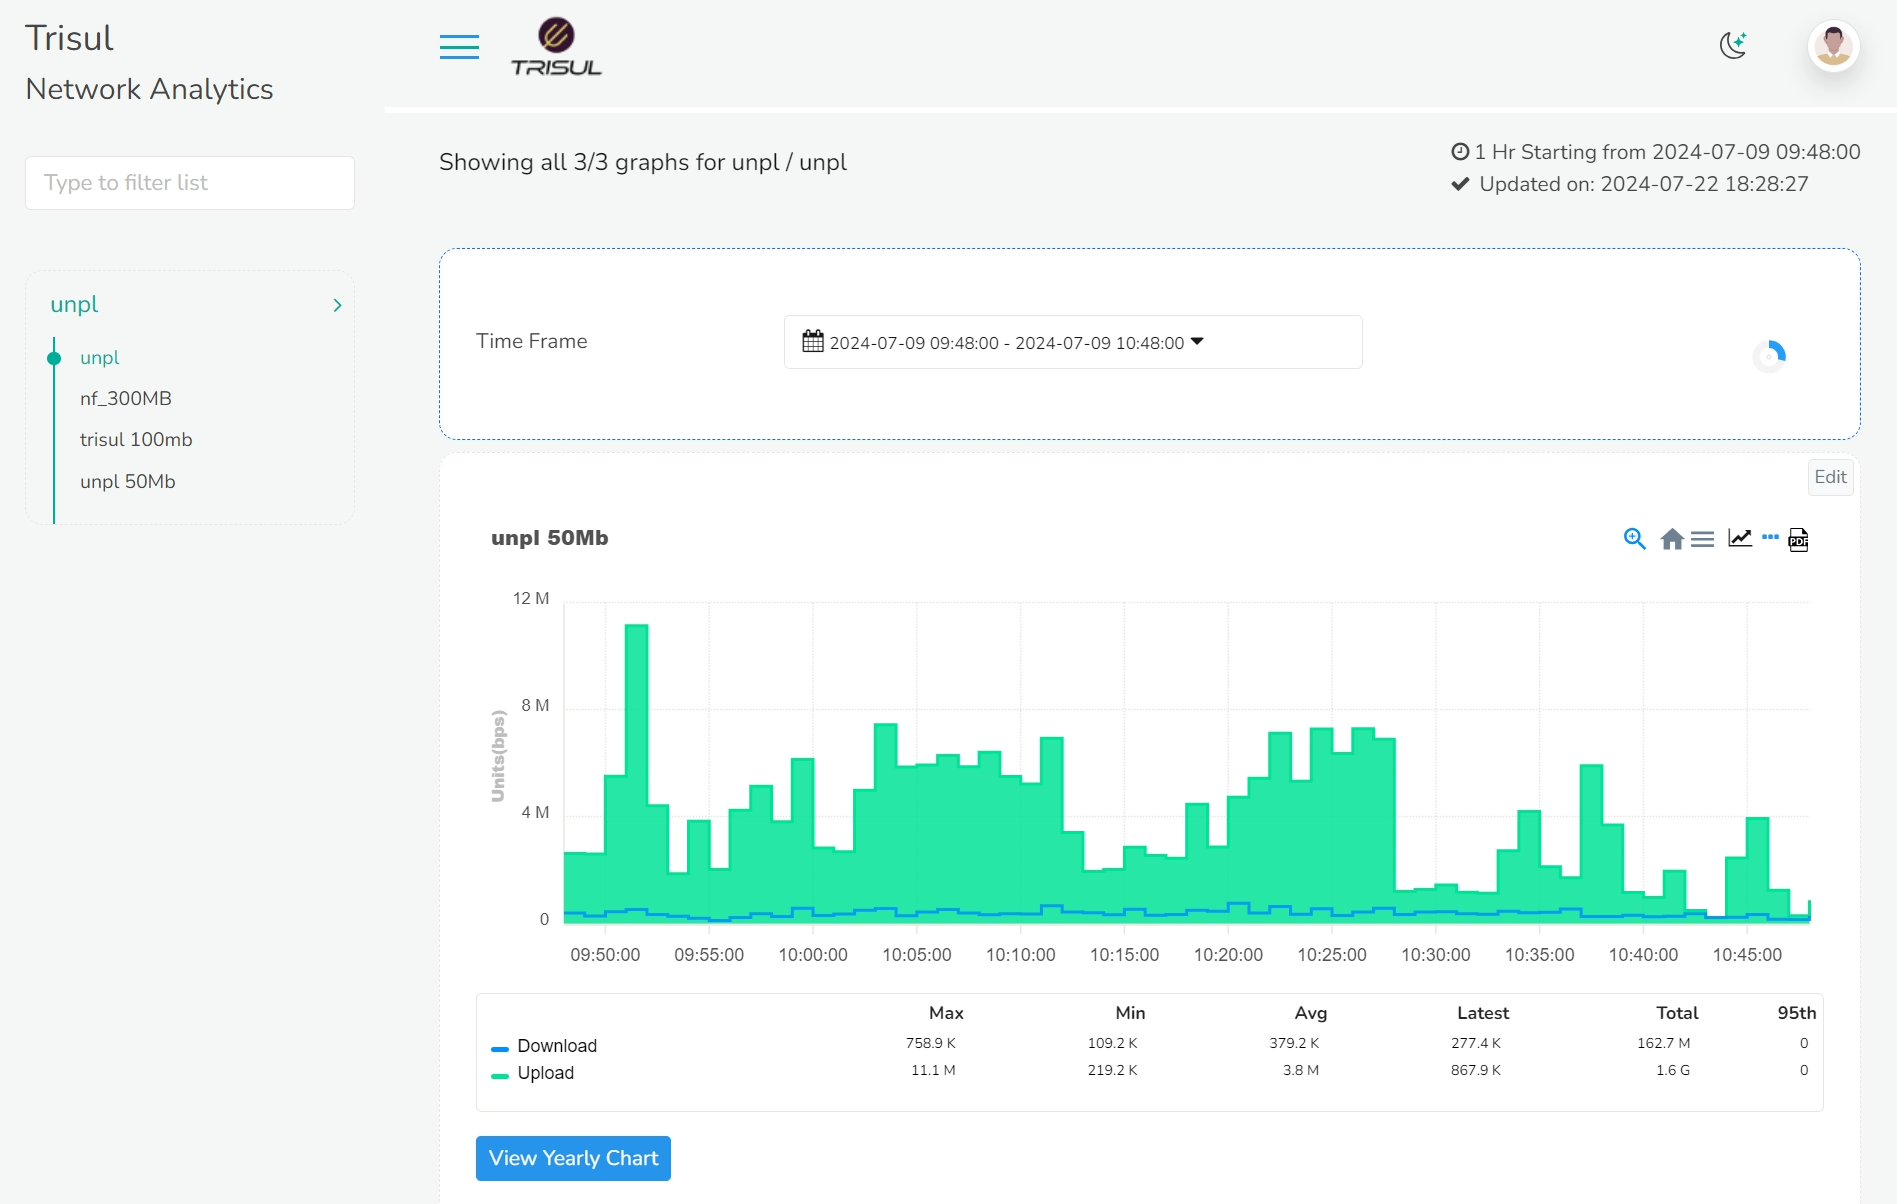 Trisul
Network Analytics
TRISUL
Type to filter list
unpl
unpl
nf_300MB
trisul 100mb
unpl 50Mb
Showing all 3/3 graphs for unpl / unpl
1 Hr Starting from 2024-07-09 09:48:00
Updated on: 2024-07-22 18:28:27
Time Frame
2024-07-09 09:48:00 - 2024-07-09 10:48:00
Edit
unpl 50Mb
PDF
Units(bps)
12 M
8 M
4 M
0
09:50:00 09:55:00 10:00:00 10:05:00 10:10:00 10:15:00 10:20:00 10:25:00 10:30:00 10:35:00 10:40:00 10:45:00
Max Min Avg Latest Total 95th
Download 758.9 K 109.2 K 379.2 K 277.4 K 162.7 M 0
Upload 11.1 M 219.2 K 3.8 M 867.9 K 1.6 G 0
View Yearly Chart